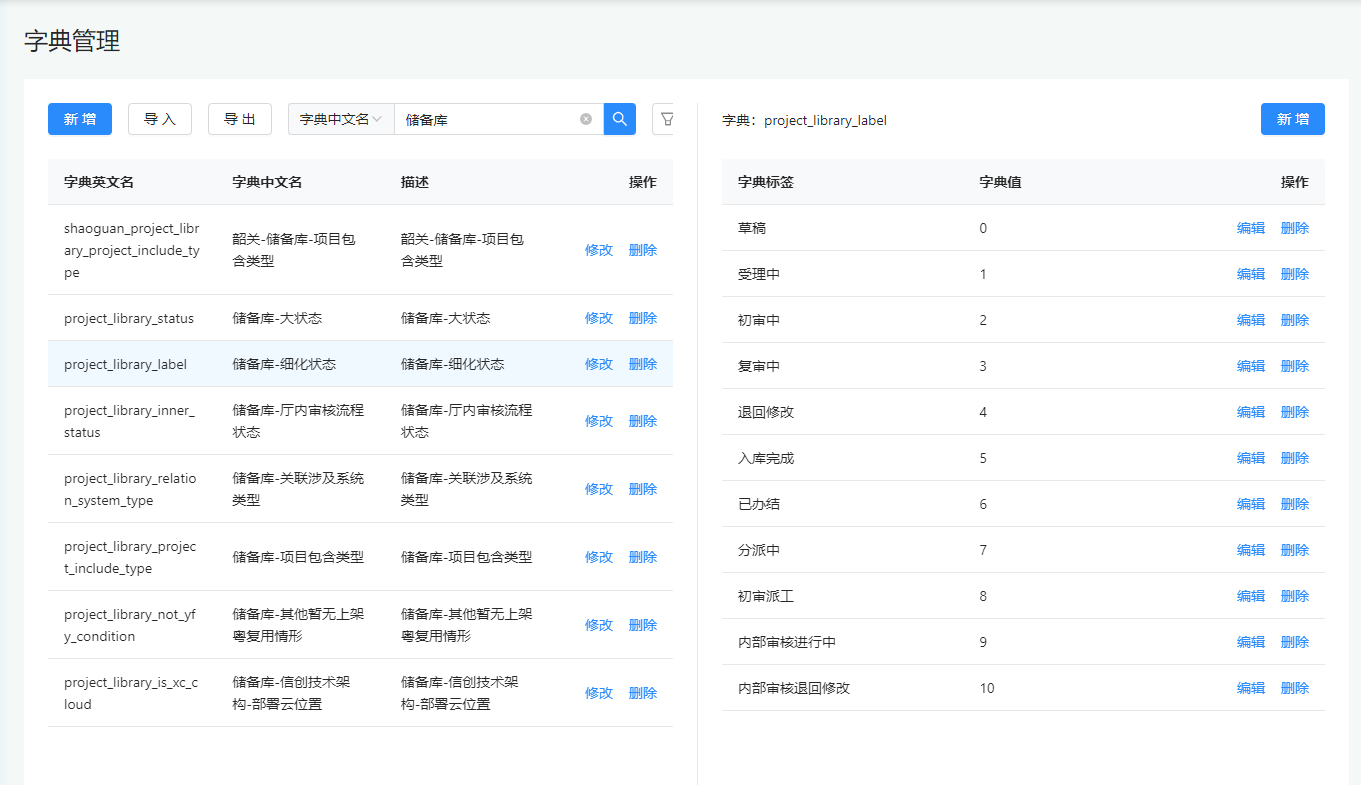 字典管理
新 增
导 入
导 出
字典中文名
储备库
字典英文名 字典中文名 描述 操作
shaoguan_project_libr
ary_project_include_ty
pe
韶关-储备库-项目包
含类型
韶关-储备库-项目包
含类型
修改 删除
project_library_status 储备库-大状态 储备库-大状态 修改 删除
project_library_label 储备库-细化状态 储备库-细化状态 修改 删除
project_library_inner_
status
储备库-厅内审核流程
状态
储备库-厅内审核流程
状态
修改 删除
project_library_relatio
n_system_type
储备库-关联涉及系统
类型
储备库-关联涉及系统
类型
修改 删除
project_library_projec
t_include_type
储备库-项目包含类型 储备库-项目包含类型 修改 删除
project_library_not_yf
y_condition
储备库-其他暂无上架
粤复用情形
储备库-其他暂无上架
粤复用情形
修改 删除
project_library_is_xc_c
loud
储备库-信创技术架
构-部署云位置
储备库-信创技术架
构-部署云位置
修改 删除
字典：project_library_label
新 增
字典标签 字典值 操作
草稿 0 编辑 删除
受理中 1 编辑 删除
初审中 2 编辑 删除
复审中 3 编辑 删除
退回修改 4 编辑 删除
入库完成 5 编辑 删除
已办结 6 编辑 删除
分派中 7 编辑 删除
初审派工 8 编辑 删除
内部审核进行中 9 编辑 删除
内部审核退回修改 10 编辑 删除